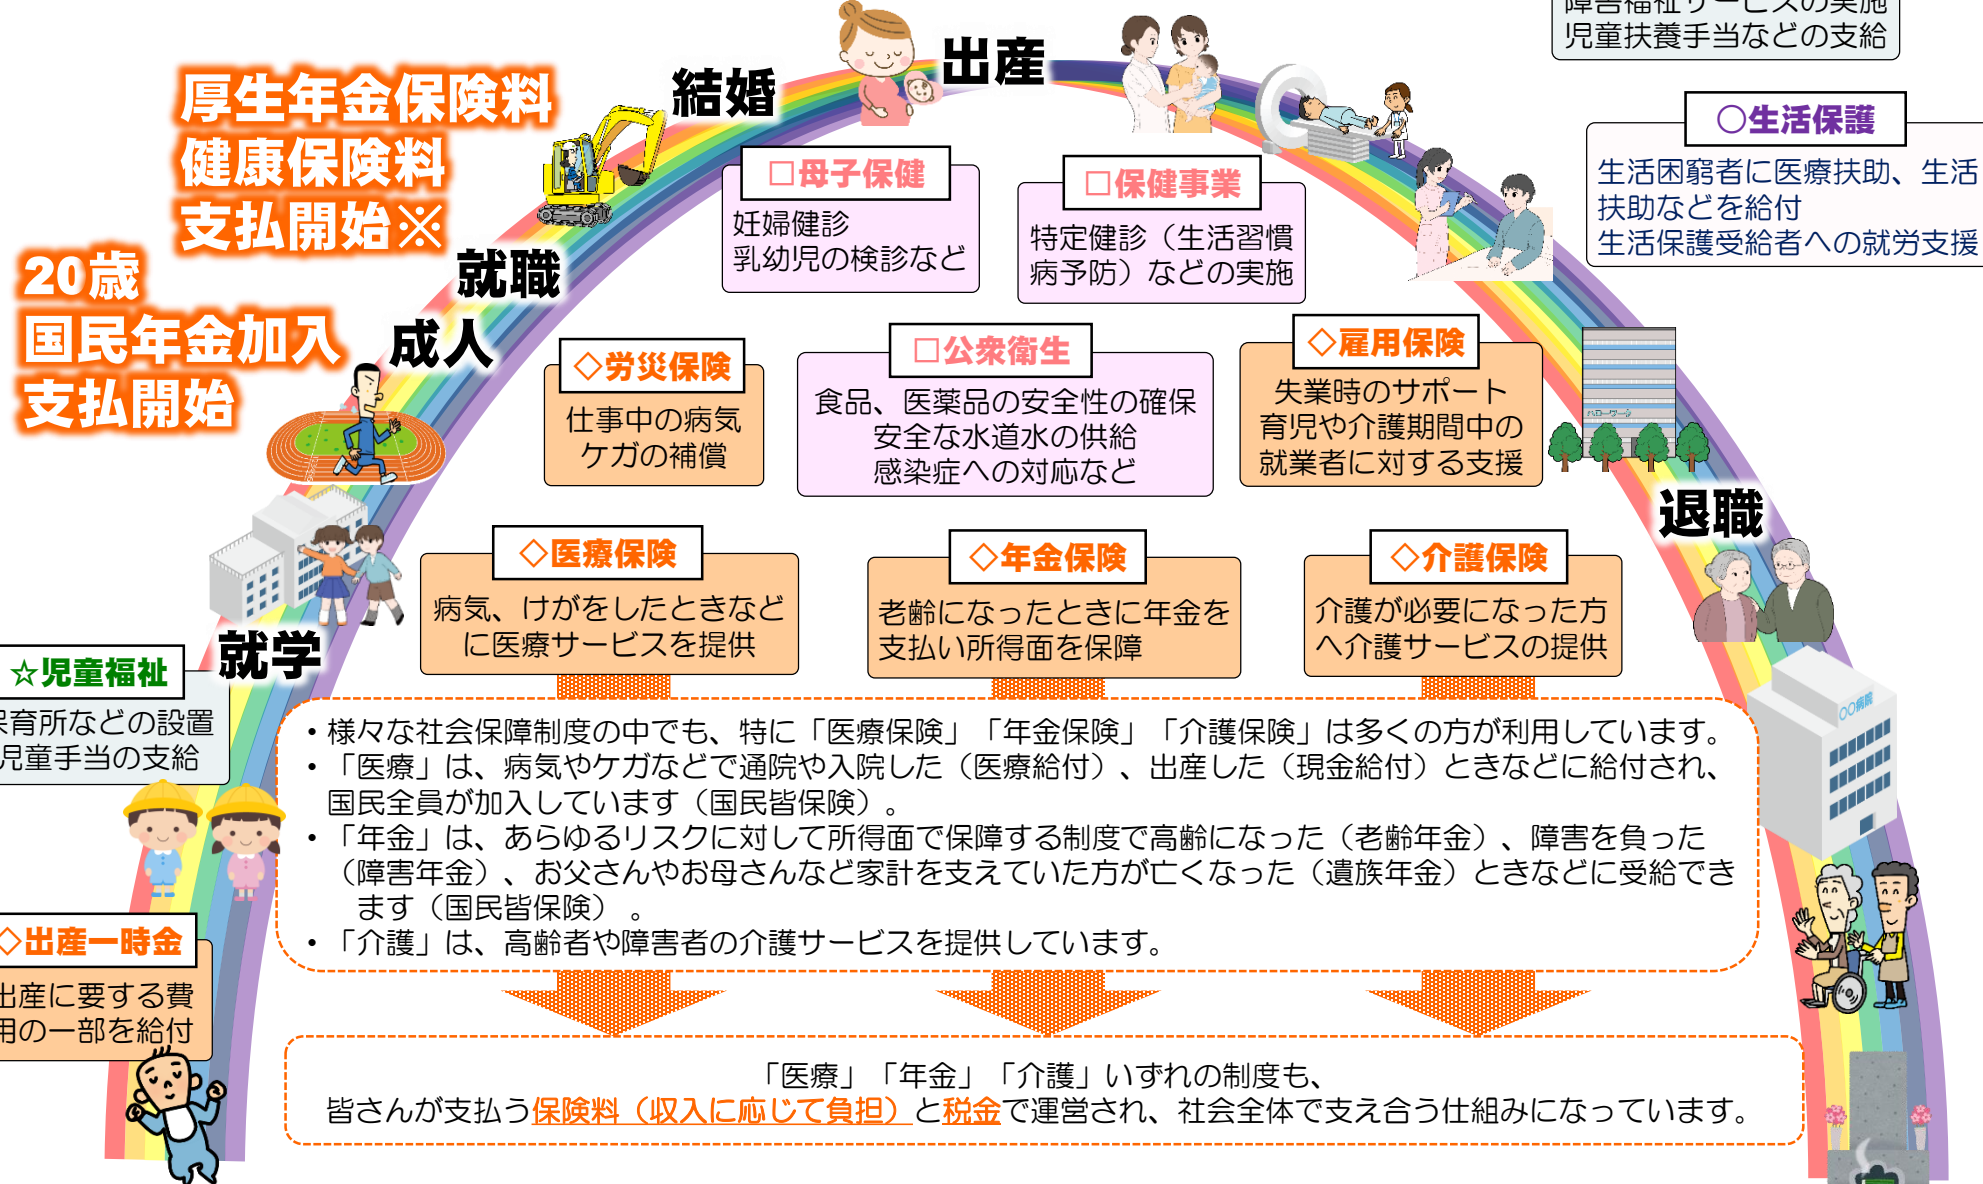 障害福祉サービスの実施
児童扶養手当などの支給
○生活保護
生活困窮者に医療扶助、生活
扶助などを給付
生活保護受給者への就労支援
出産
結婚
厚生年金保険料
健康保険料
支払開始※
就職
20歳
国民年金加入
支払開始
成人
□母子保健
妊婦健診
乳幼児の検診など
□保健事業
特定健診（生活習慣
病予防）などの実施
◇労災保険
仕事中の病気
ケガの補償
□公衆衛生
食品、医薬品の安全性の確保
安全な水道水の供給
感染症への対応など
◇雇用保険
失業時のサポート
育児や介護期間中の
就業者に対する支援
ハローワーク
退職
◇医療保険
病気、けがをしたときなど
に医療サービスを提供
◇年金保険
老齢になったときに年金を
支払い所得面を保障
◇介護保険
介護が必要になった方
へ介護サービスの提供
就学
☆児童福祉
保育所などの設置
児童手当の支給
〇〇病院
・様々な社会保障制度の中でも、特に「医療保険」「年金保険」「介護保険」は多くの方が利用しています。
・「医療」は、病気やケガなどで通院や入院した（医療給付）、出産した（現金給付）ときなどに給付され、
国民全員が加入しています（国民皆保険）。
・「年金」は、あらゆるリスクに対して所得面で保障する制度で高齢になった（老齢年金）、障害を負った
（障害年金）、お父さんやお母さんなど家計を支えていた方が亡くなった（遺族年金）ときなどに受給でき
ます（国民皆保険）。
・「介護」は、高齢者や障害者の介護サービスを提供しています。
◇出産一時金
出産に要する費
用の一部を給付
「医療」「年金」「介護」いずれの制度も、
皆さんが支払う保険料（収入に応じて負担）と税金で運営され、社会全体で支え合う仕組みになっています。